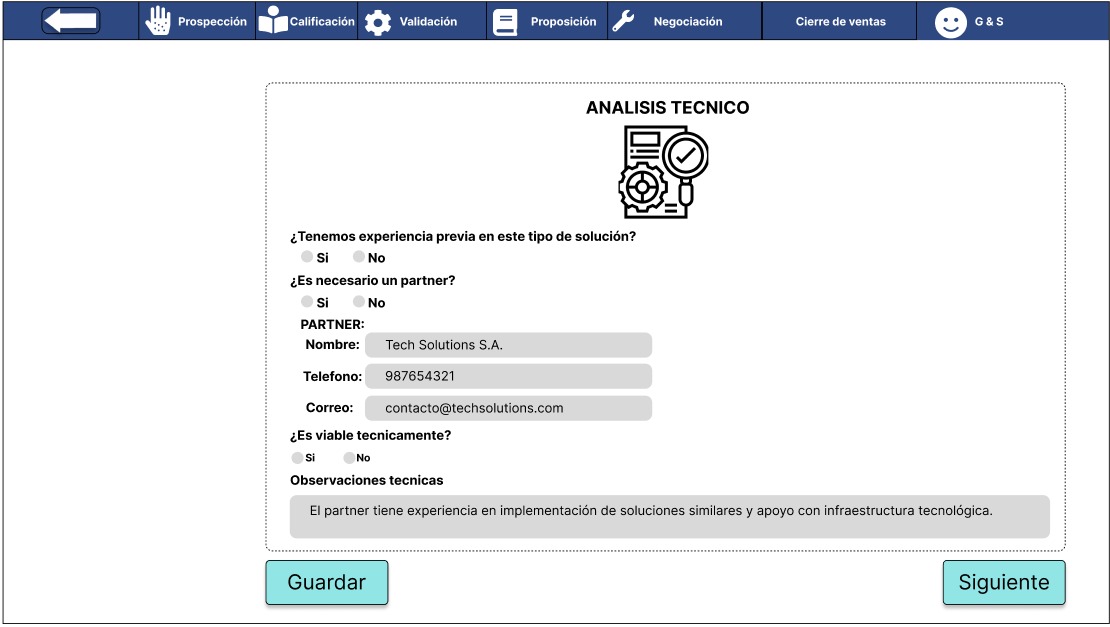 Prospección
Calificación
Validación
Proposición
Negociación
Cierre de ventas
G & S
ANALISIS TECNICO
¿Tenemos experiencia previa en este tipo de solución?
Si No
¿Es necesario un partner?
Si No
PARTNER:
Nombre: Tech Solutions S.A.
Telefono: 987654321
Correo: contacto@techsolutions.com
¿Es viable tecnicamente?
Si No
Observaciones tecnicas
El partner tiene experiencia en implementación de soluciones similares y apoyo con infraestructura tecnológica.
Guardar
Siguiente